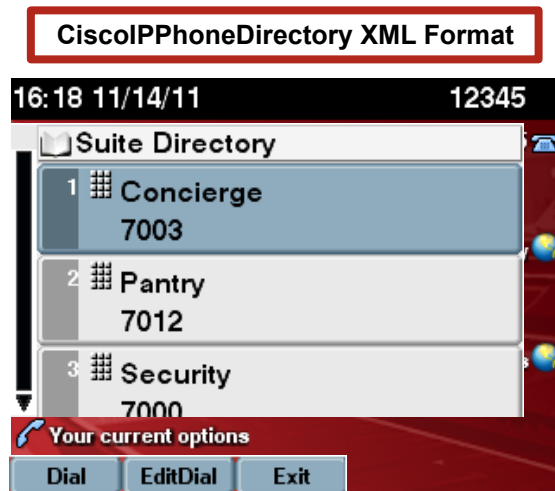 CiscoIPPhoneDirectory XML Format
16:18 11/14/11 12345
Suite Directory
1 Concierge
7003
2 Pantry
7012
3 Security
7000
Your current options
Dial EditDial Exit